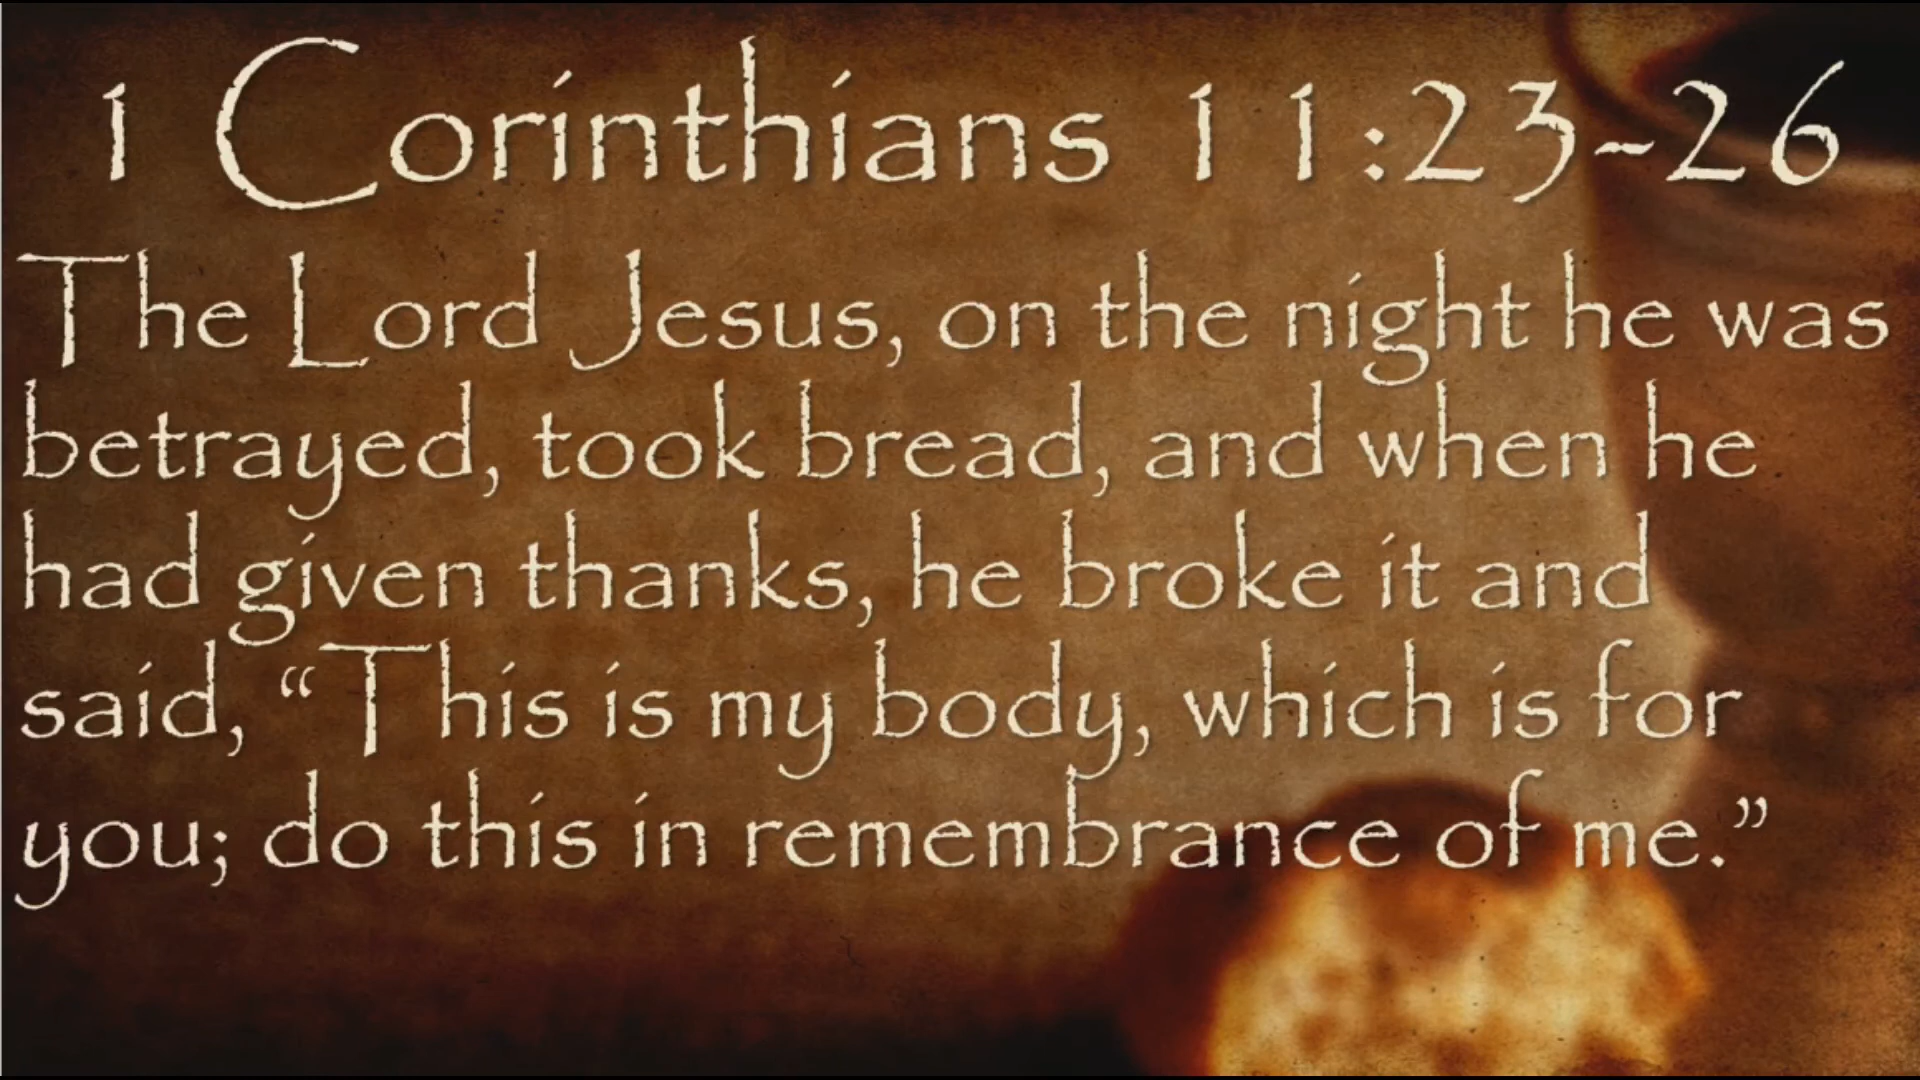 1 Corinthians 11:23-26
The Lord Jesus, on the night he was
betrayed, took bread, and when he
had given thanks, he broke it and
said, “This is my body, which is for
you; do this in remembrance of me.”